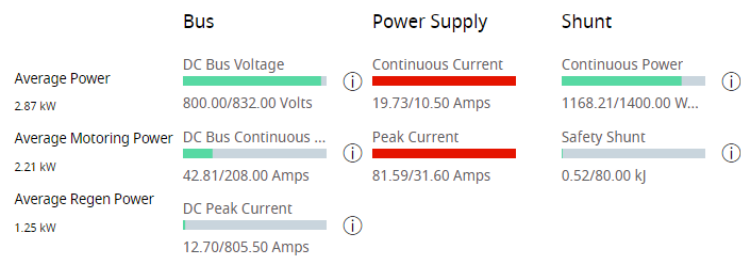 Bus
Power Supply
Shunt
Average Power
2.87 kW
Average Motoring Power
2.21 kW
Average Regen Power
1.25 kW
DC Bus Voltage
800.00/832.00 Volts
DC Bus Continuous ...
42.81/208.00 Amps
DC Peak Current
12.70/805.50 Amps
Continuous Current
19.73/10.50 Amps
Peak Current
81.59/31.60 Amps
Continuous Power
1168.21/1400.00 W...
Safety Shunt
0.52/80.00 kJ